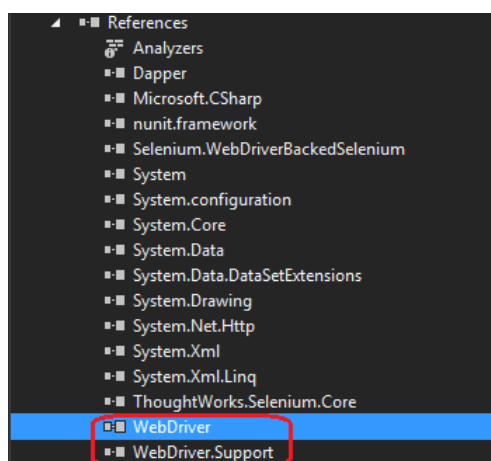 References
Analyzers
Dapper
Microsoft.CSharp
nunit.framework
Selenium.WebDriverBackedSelenium
System
System.configuration
System.Core
System.Data
System.Data.DataSetExtensions
System.Drawing
System.Net.Http
System.Xml
System.Xml.Linq
ThoughtWorks.Selenium.Core
WebDriver
WebDriver.Support